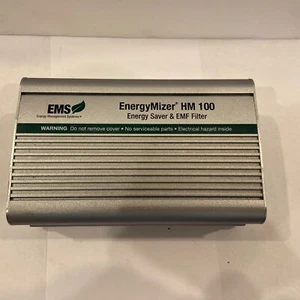 EMS
Energy Management Systems
EnergyMizer® HM 100
Energy Saver & EMF Filter
WARNING Do not remove cover • No serviceable parts • Electrical hazard inside